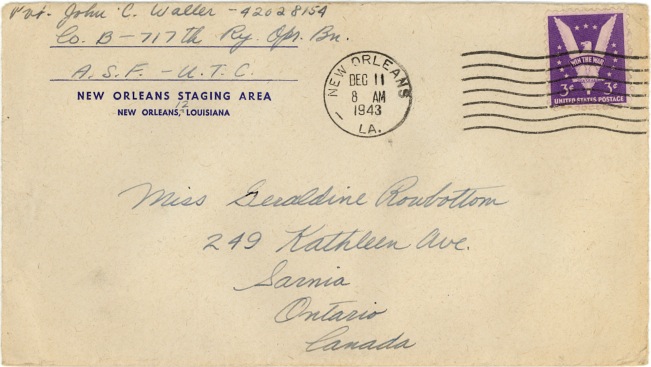 Pvt. John C. Waller - 42028154
Co. B - 717th Ry. Opr. Bn.
A.S.F. - U.T.C.
NEW ORLEANS STAGING AREA
12
NEW ORLEANS, LOUISIANA
NEW ORLEANS
DEC 11
8 AM
1943
LA.
WIN THE WAR
3¢ 3¢
UNITED STATES POSTAGE
Miss Geraldine Rowbottom
249 Kathleen Ave.
Sarnia
Ontario
Canada